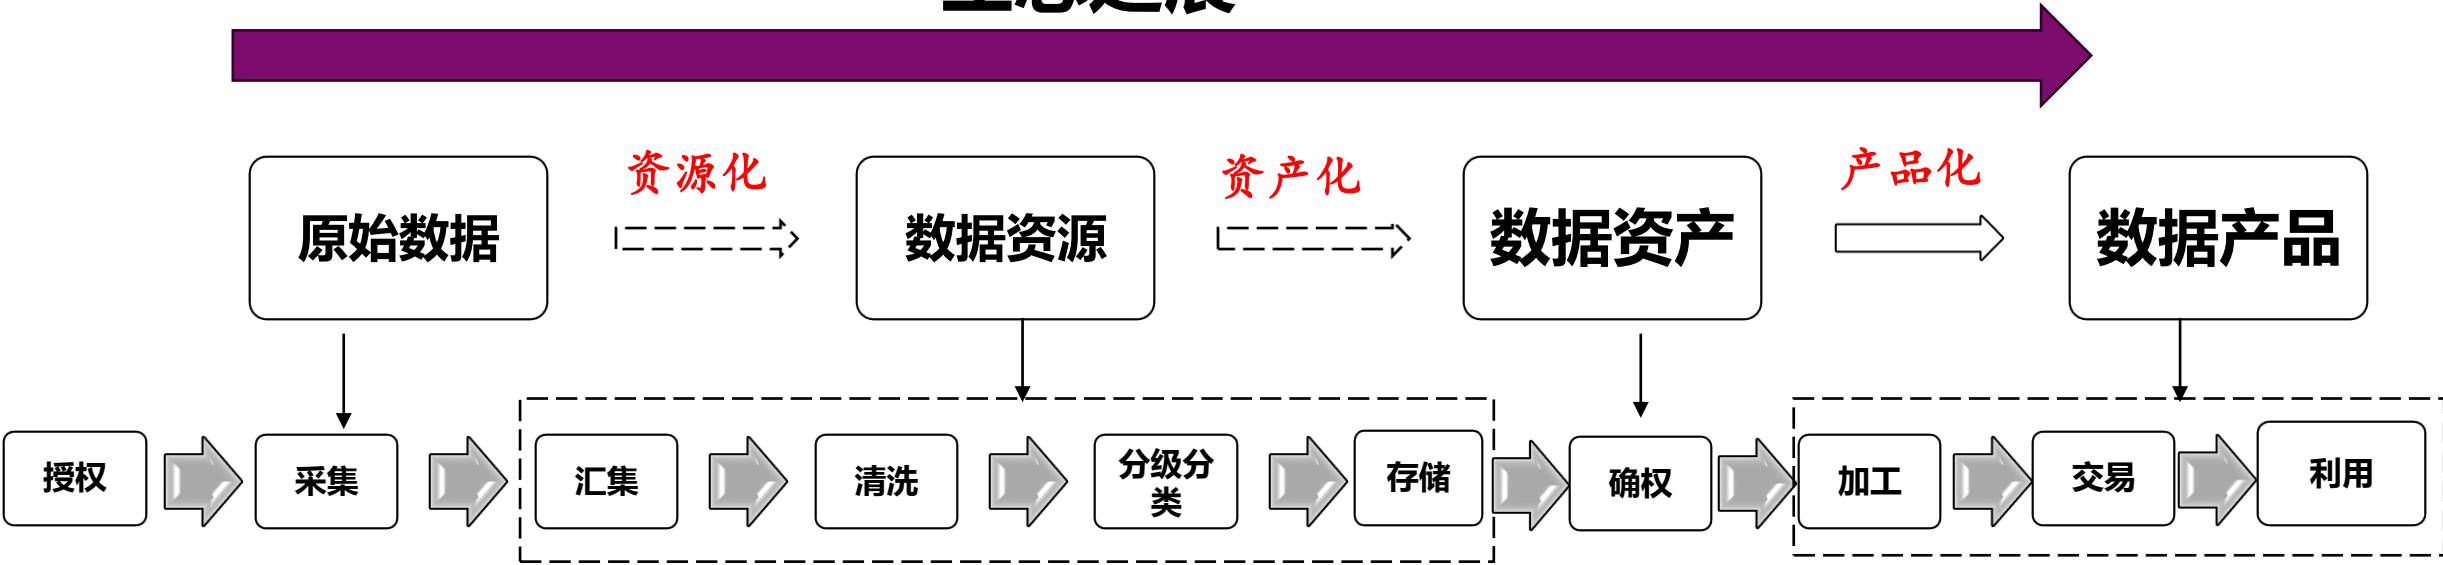 资源化
资产化
产品化
原始数据
数据资源
数据资产
数据产品
授权
采集
汇集
清洗
分级分
类
存储
确权
加工
交易
利用